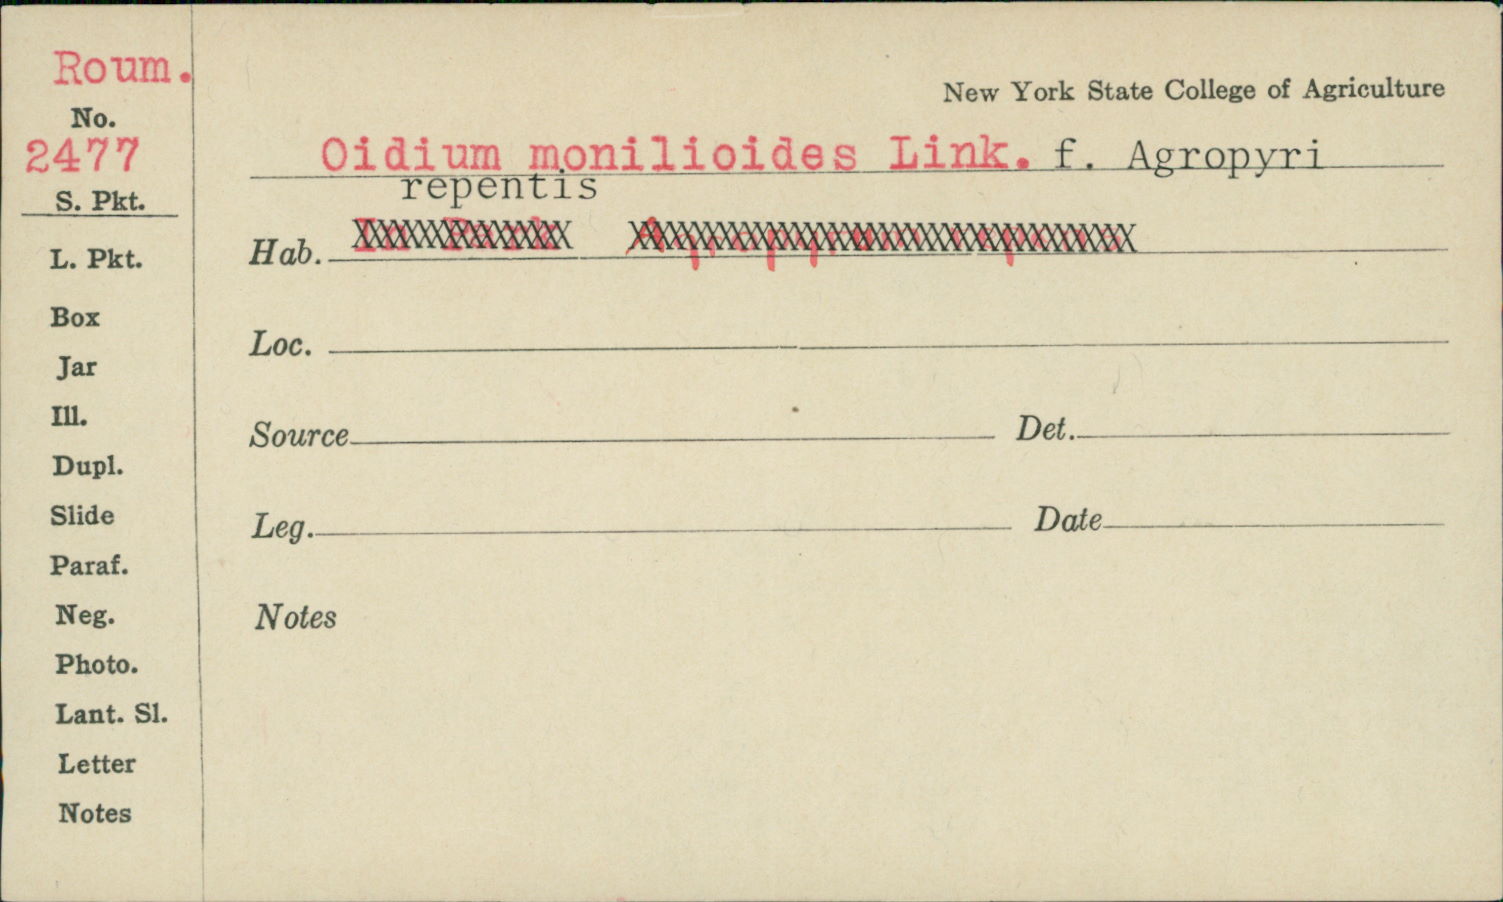 Roum.
No.
2477
S. Pkt.
L. Pkt.
Box
Jar
Ill.
Dupl.
Slide
Paraf.
Neg.
Photo.
Lant. Sl.
Letter
Notes
New York State College of Agriculture
Oidium monilioides Link. f. Agropyri
repentis
Hab.
Loc.
Source Det.
Leg. Date
Notes